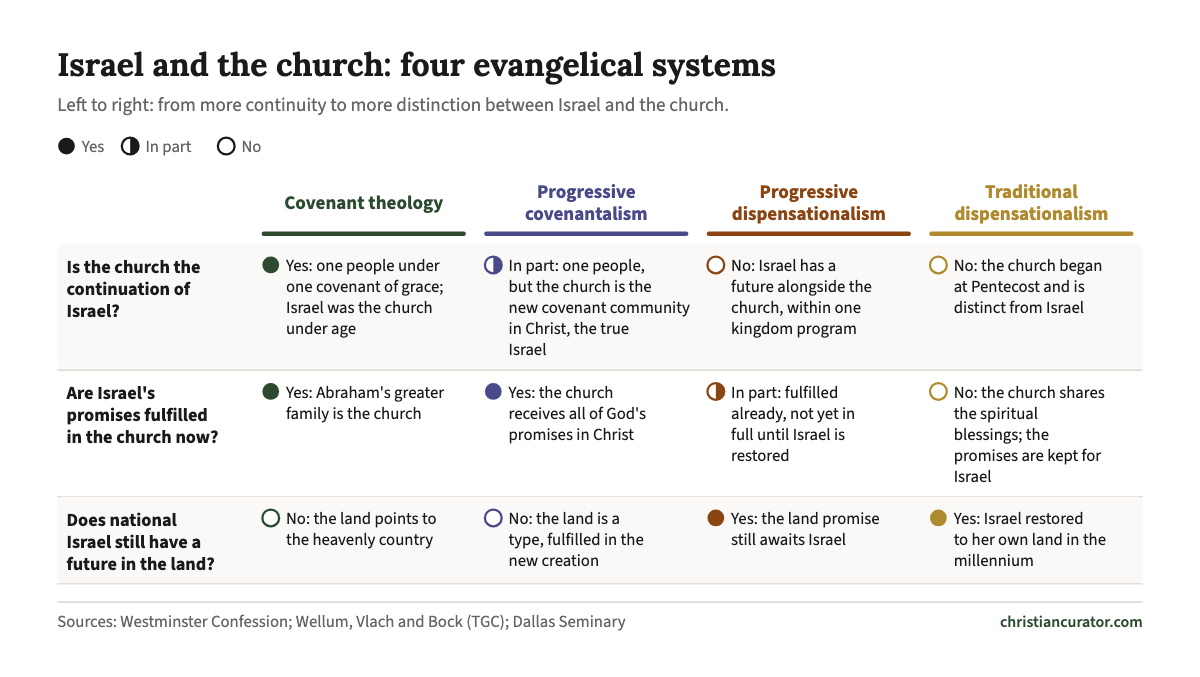 Israel and the church: four evangelical systems
Left to right: from more continuity to more distinction between Israel and the church.
Yes In part No
Covenant theology
Progressive
covenantalism
Progressive
dispensationalism
Traditional
dispensationalism
Is the church the
continuation of
Israel?
Yes: one people under
one covenant of grace;
Israel was the church
under age
In part: one people,
but the church is the
new covenant community
in Christ, the true
Israel
No: Israel has a
future alongside the
church, within one
kingdom program
No: the church began
at Pentecost and is
distinct from Israel
Are Israel's
promises fulfilled
in the church now?
Yes: Abraham's greater
family is the church
Yes: the church
receives all of God's
promises in Christ
In part: fulfilled
already, not yet in
full until Israel is
restored
No: the church shares
the spiritual
blessings; the
promises are kept for
Israel
Does national
Israel still have a
future in the land?
No: the land points to
the heavenly country
No: the land is a
type, fulfilled in the
new creation
Yes: the land promise
still awaits Israel
Yes: Israel restored
to her own land in the
millennium
Sources: Westminster Confession; Wellum, Vlach and Bock (TGC); Dallas Seminary
christiancurator.com